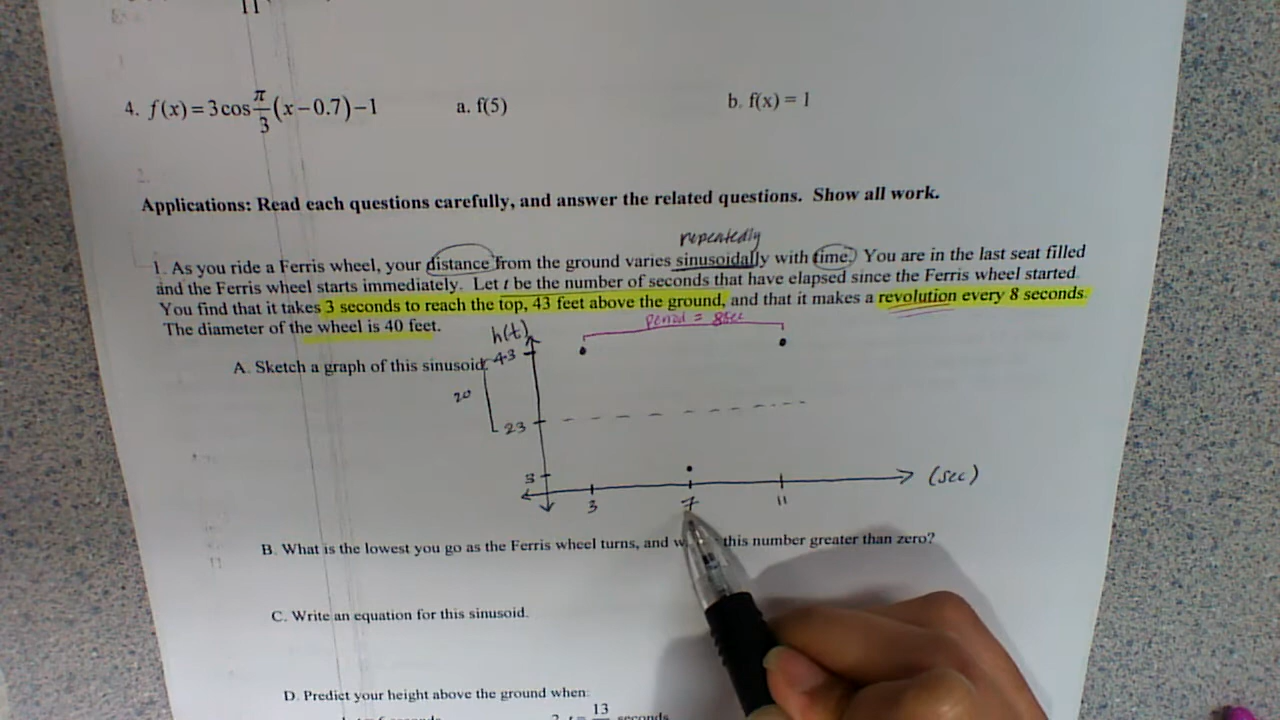 11
4. f(x) = 3cos π/3 (x − 0.7) − 1 a. f(5) b. f(x) = 1
Applications: Read each questions carefully, and answer the related questions. Show all work.
repeatedly
1. As you ride a Ferris wheel, your distance from the ground varies sinusoidally with time. You are in the last seat filled
and the Ferris wheel starts immediately. Let t be the number of seconds that have elapsed since the Ferris wheel started.
You find that it takes 3 seconds to reach the top, 43 feet above the ground, and that it makes a revolution every 8 seconds.
The diameter of the wheel is 40 feet.
period = 8sec
h(t)
A. Sketch a graph of this sinusoid.
43
20
23
3
(sec)
3 7 11
B. What is the lowest you go as the Ferris wheel turns, and this number greater than zero?
C. Write an equation for this sinusoid.
D. Predict your height above the ground when:
13
seconds